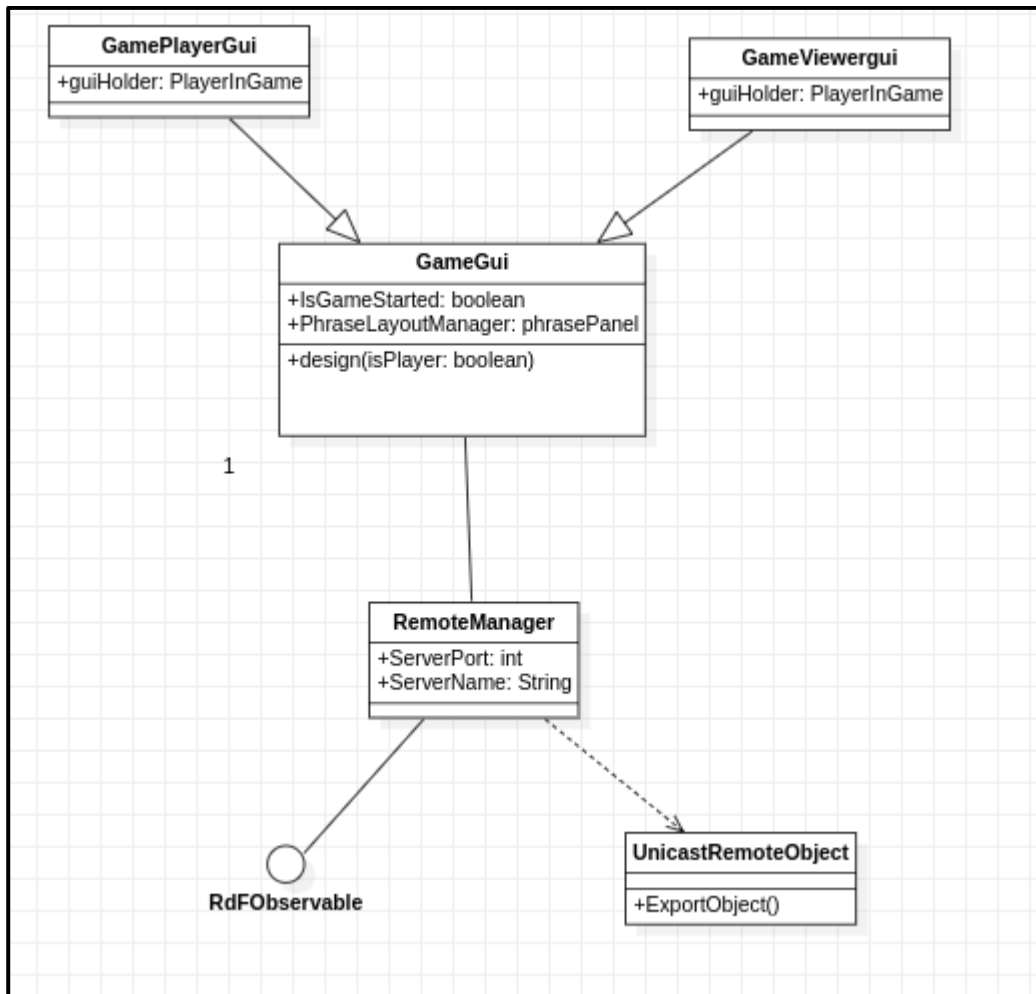 GamePlayerGui
+guiHolder: PlayerInGame
GameViewergui
+guiHolder: PlayerInGame
GameGui
+IsGameStarted: boolean
+PhraseLayoutManager: phrasePanel
+design(isPlayer: boolean)
1
RemoteManager
+ServerPort: int
+ServerName: String
RdFObservable
UnicastRemoteObject
+ExportObject()